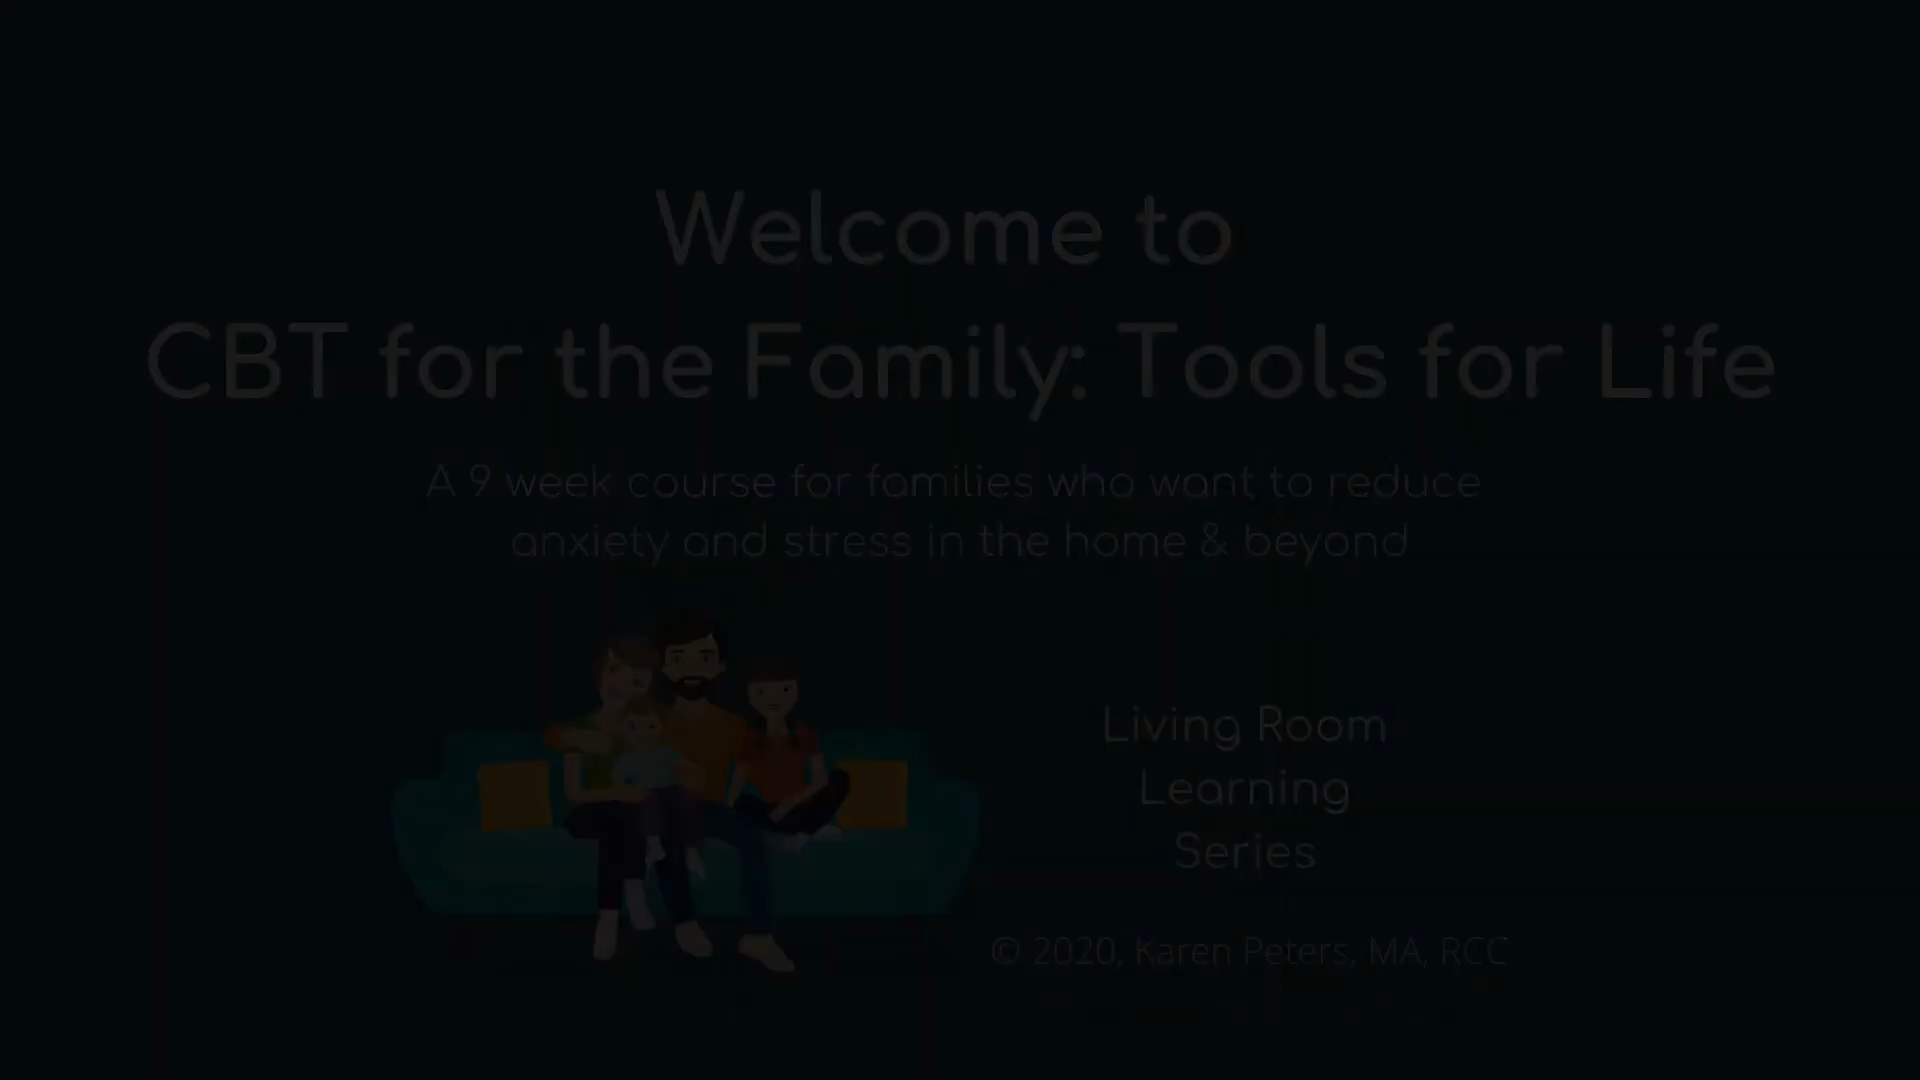 Welcome to
CBT for the Family: Tools for Life
A 9 week course for families who want to reduce
anxiety and stress in the home & beyond
Living Room
Learning
Series
© 2020, Karen Peters, MA, RCC